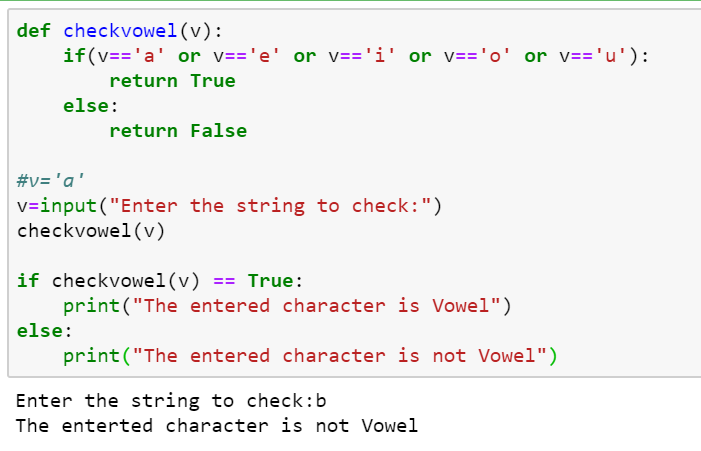 def checkvowel(v):
    if(v=='a' or v=='e' or v=='i' or v=='o' or v=='u'):
        return True
    else:
        return False
#v='a'
v=input("Enter the string to check:")
checkvowel(v)
if checkvowel(v) == True:
    print("The entered character is Vowel")
else:
    print("The entered character is not Vowel")
Enter the string to check:b
The enterted character is not Vowel